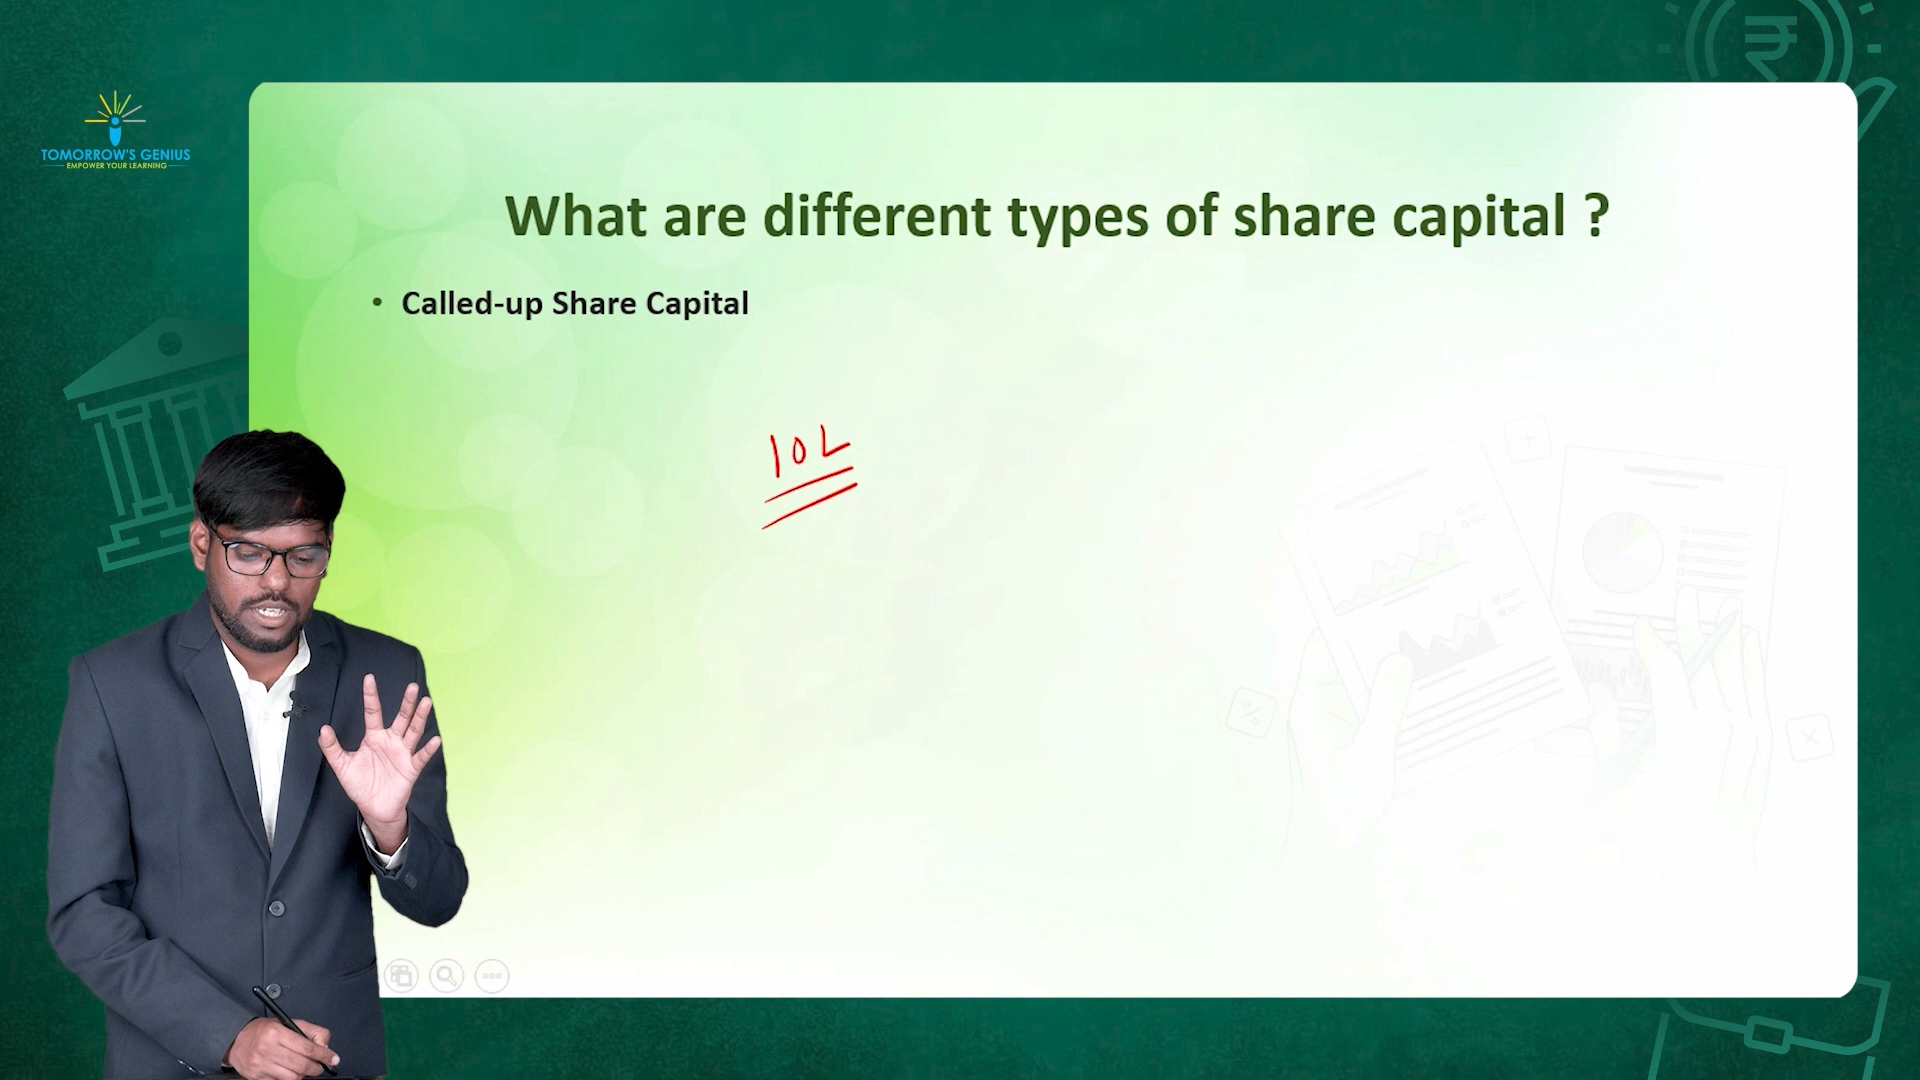 TOMORROW'S GENIUS
EMPOWER YOUR LEARNING
What are different types of share capital ?
• Called-up Share Capital
10L